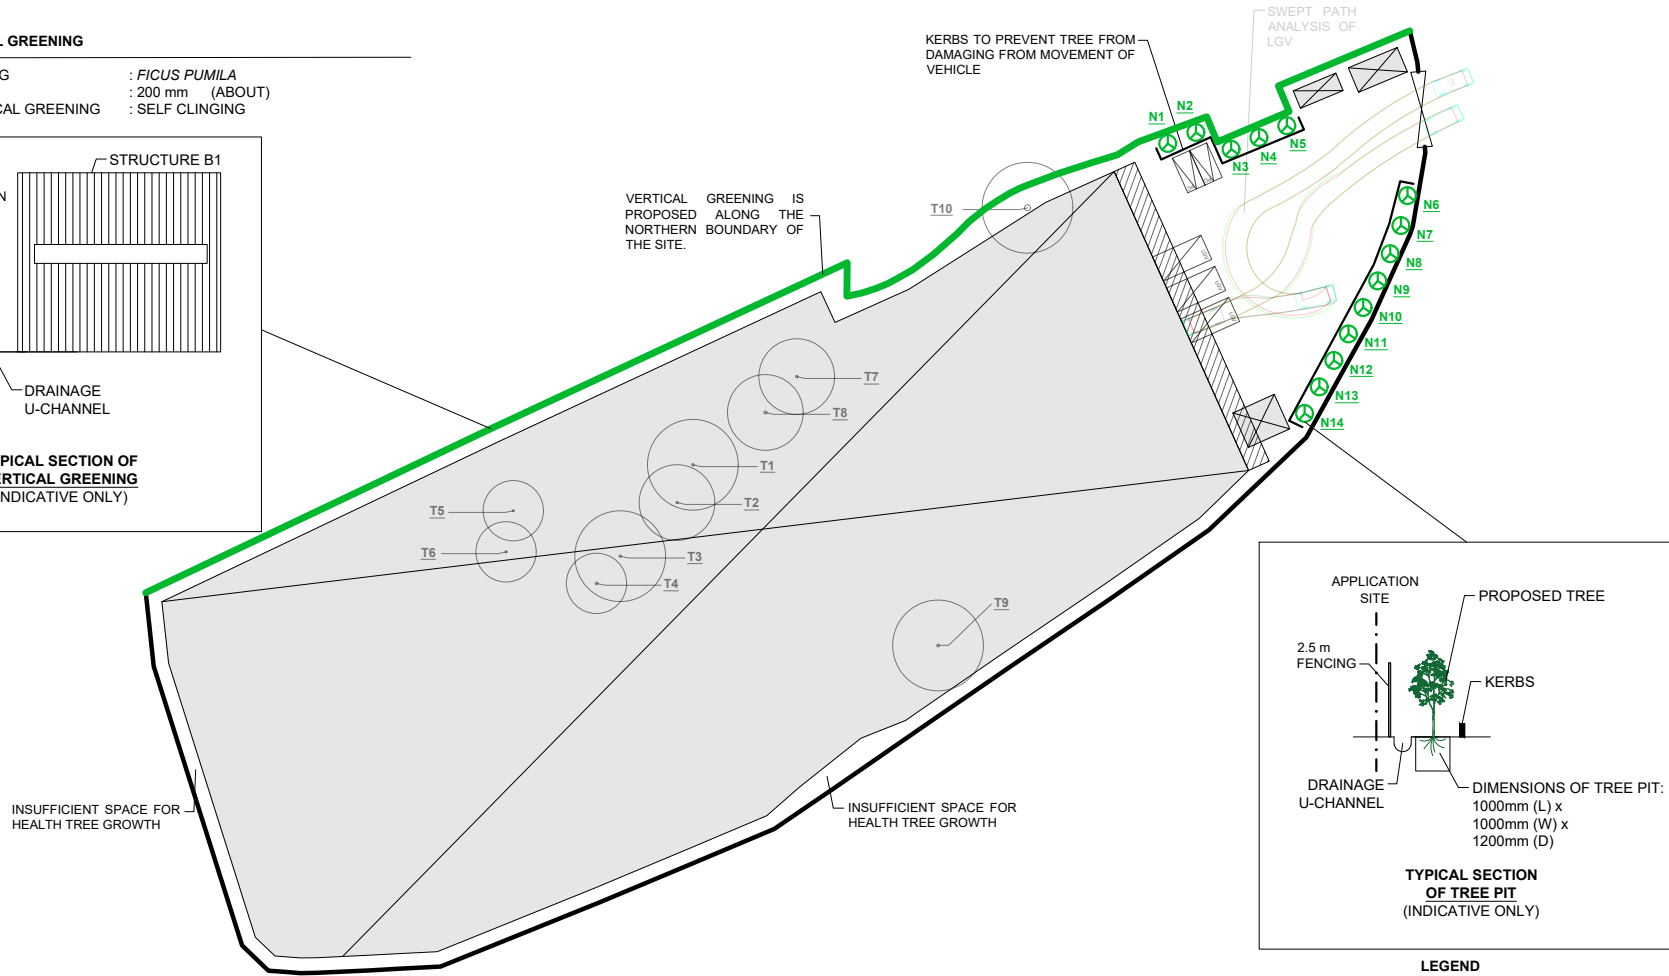 L GREENING
G : FICUS PUMILA
: 200 mm (ABOUT)
CAL GREENING : SELF CLINGING
STRUCTURE B1
N
DRAINAGE
U-CHANNEL
PICAL SECTION OF
ERTICAL GREENING
INDICATIVE ONLY)
VERTICAL GREENING IS
PROPOSED ALONG THE
NORTHERN BOUNDARY OF
THE SITE.
KERBS TO PREVENT TREE FROM
DAMAGING FROM MOVEMENT OF
VEHICLE
SWEPT PATH
ANALYSIS OF
LGV
N1
N2
N3
N4
N5
N6
N7
N8
N9
N10
N11
N12
N13
N14
T10
T7
T8
T1
T2
T5
T6
T3
T4
T9
LGV
INSUFFICIENT SPACE FOR
HEALTH TREE GROWTH
INSUFFICIENT SPACE FOR
HEALTH TREE GROWTH
APPLICATION
SITE
PROPOSED TREE
2.5 m
FENCING
KERBS
DRAINAGE
U-CHANNEL
DIMENSIONS OF TREE PIT:
1000mm (L) x
1000mm (W) x
1200mm (D)
TYPICAL SECTION
OF TREE PIT
(INDICATIVE ONLY)
LEGEND